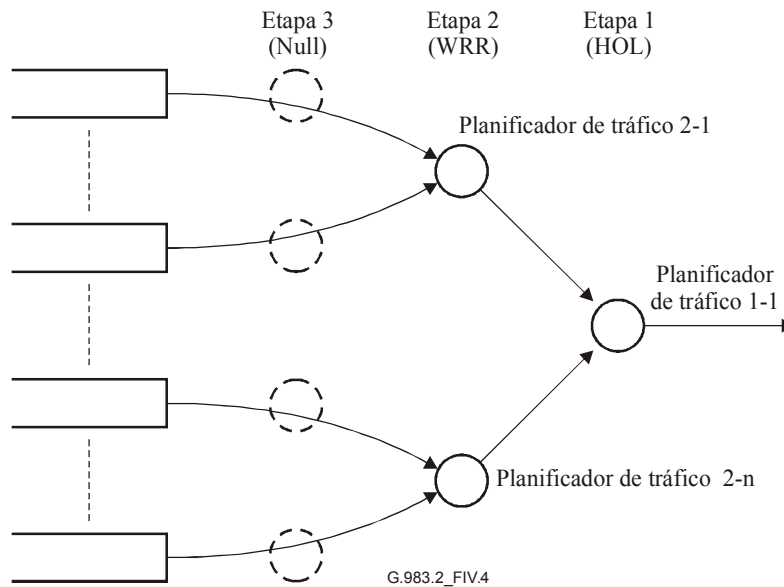 Etapa 3
(Null)
Etapa 2
(WRR)
Etapa 1
(HOL)
Planificador de tráfico 2-1
Planificador
de tráfico 1-1
Planificador de tráfico 2-n
G.983.2_FIV.4